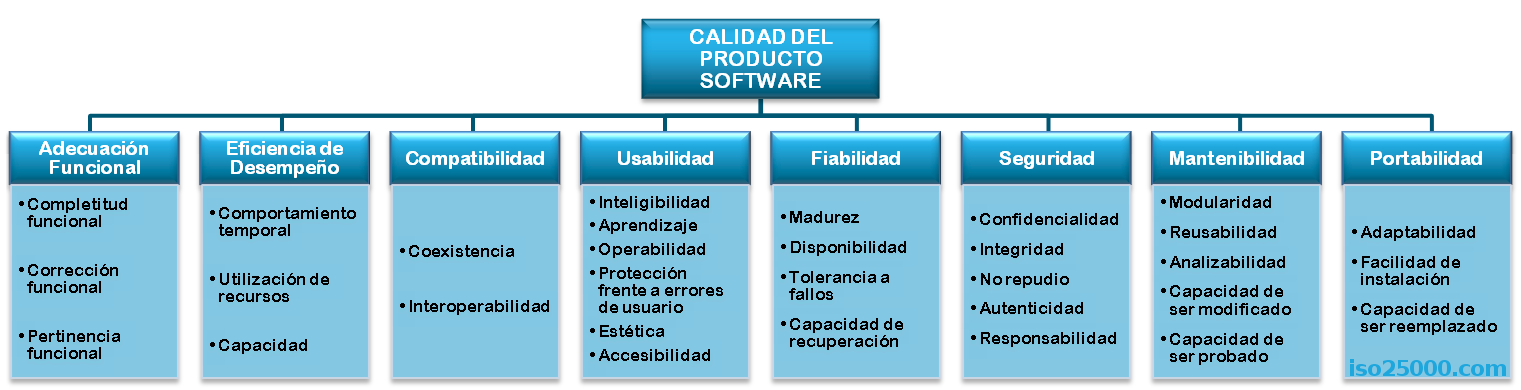 CALIDAD DEL
PRODUCTO
SOFTWARE
Adecuación
Funcional
• Completitud
funcional
• Corrección
funcional
• Pertinencia
funcional
Eficiencia de
Desempeño
• Comportamiento
temporal
• Utilización de
recursos
• Capacidad
Compatibilidad
• Coexistencia
• Interoperabilidad
Usabilidad
• Inteligibilidad
• Aprendizaje
• Operabilidad
• Protección
frente a errores
de usuario
• Estética
• Accesibilidad
Fiabilidad
• Madurez
• Disponibilidad
• Tolerancia a
fallos
• Capacidad de
recuperación
Seguridad
• Confidencialidad
• Integridad
• No repudio
• Autenticidad
• Responsabilidad
Mantenibilidad
• Modularidad
• Reusabilidad
• Analizabilidad
• Capacidad de
ser modificado
• Capacidad de
ser probado
Portabilidad
• Adaptabilidad
• Facilidad de
instalación
• Capacidad de
ser reemplazado
iso25000.com